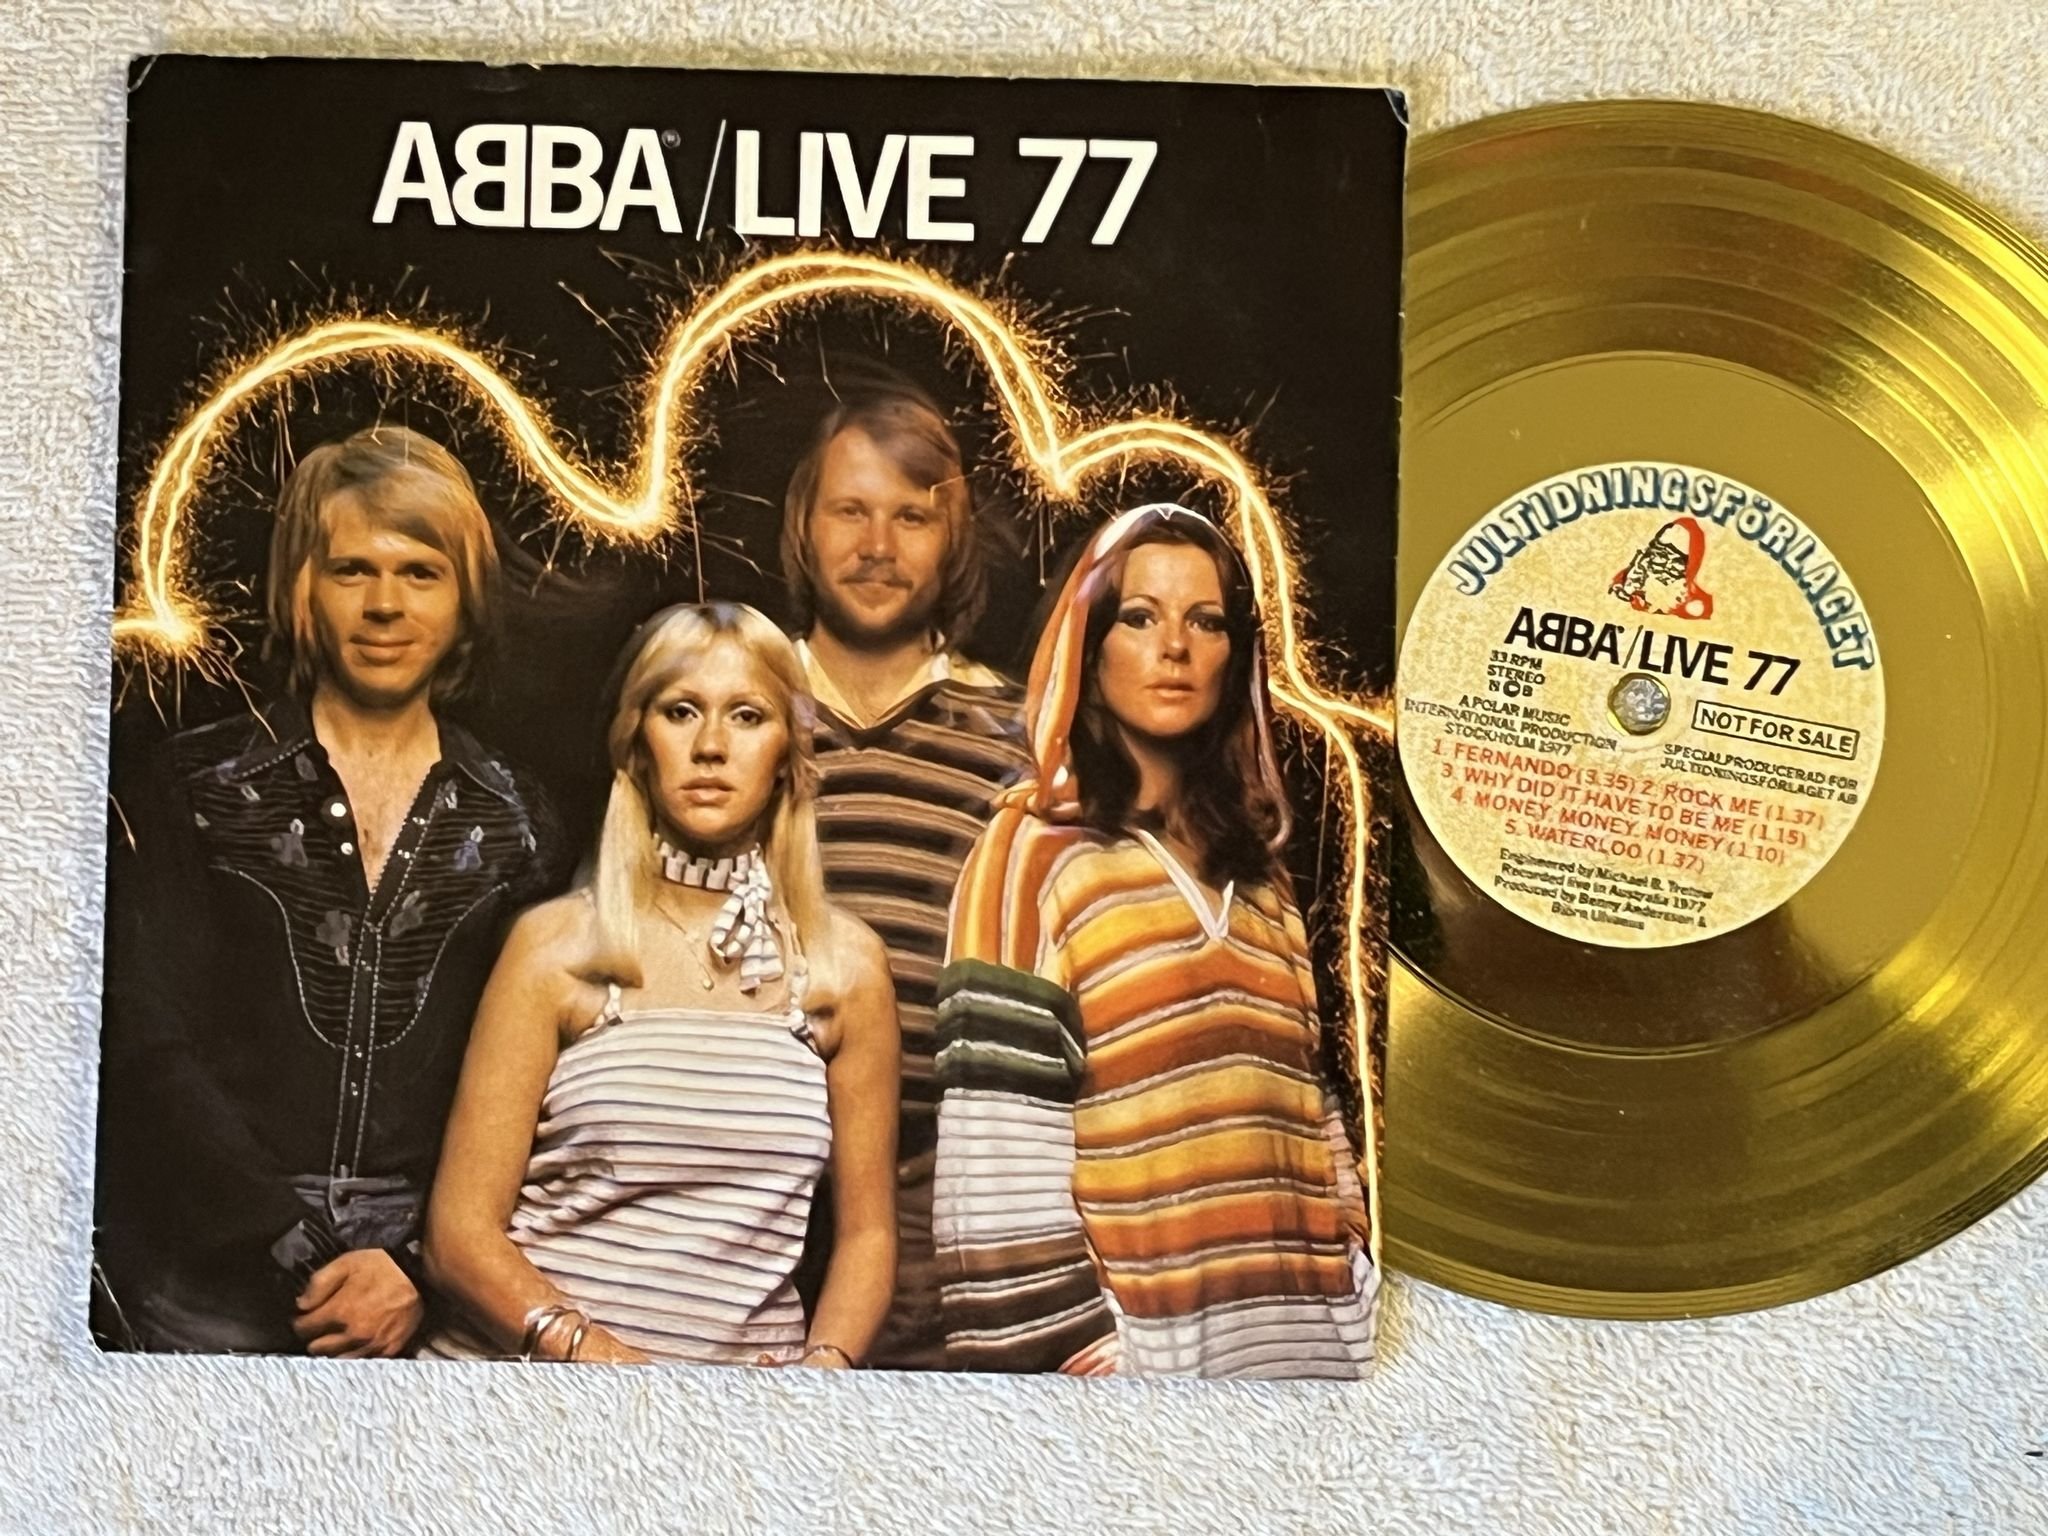 ABBA® / LIVE 77
JULTIDNINGSFÖRLAGET
ABBA® / LIVE 77
33 RPM
STEREO
N©B
A POLAR MUSIC
INTERNATIONAL PRODUCTION
STOCKHOLM 1977
NOT FOR SALE
SPECIALPRODUCERAD FÖR
JULTIDNINGSFÖRLAGET AB
1. FERNANDO (3.35) 2. ROCK ME (1.37)
3. WHY DID IT HAVE TO BE ME (1.15)
4. MONEY, MONEY, MONEY (1.10)
5. WATERLOO (1.37)
Engineered by Michael B. Tretow
Recorded live in Australia 1977
Produced by Benny Andersson &
Björn Ulvaeus